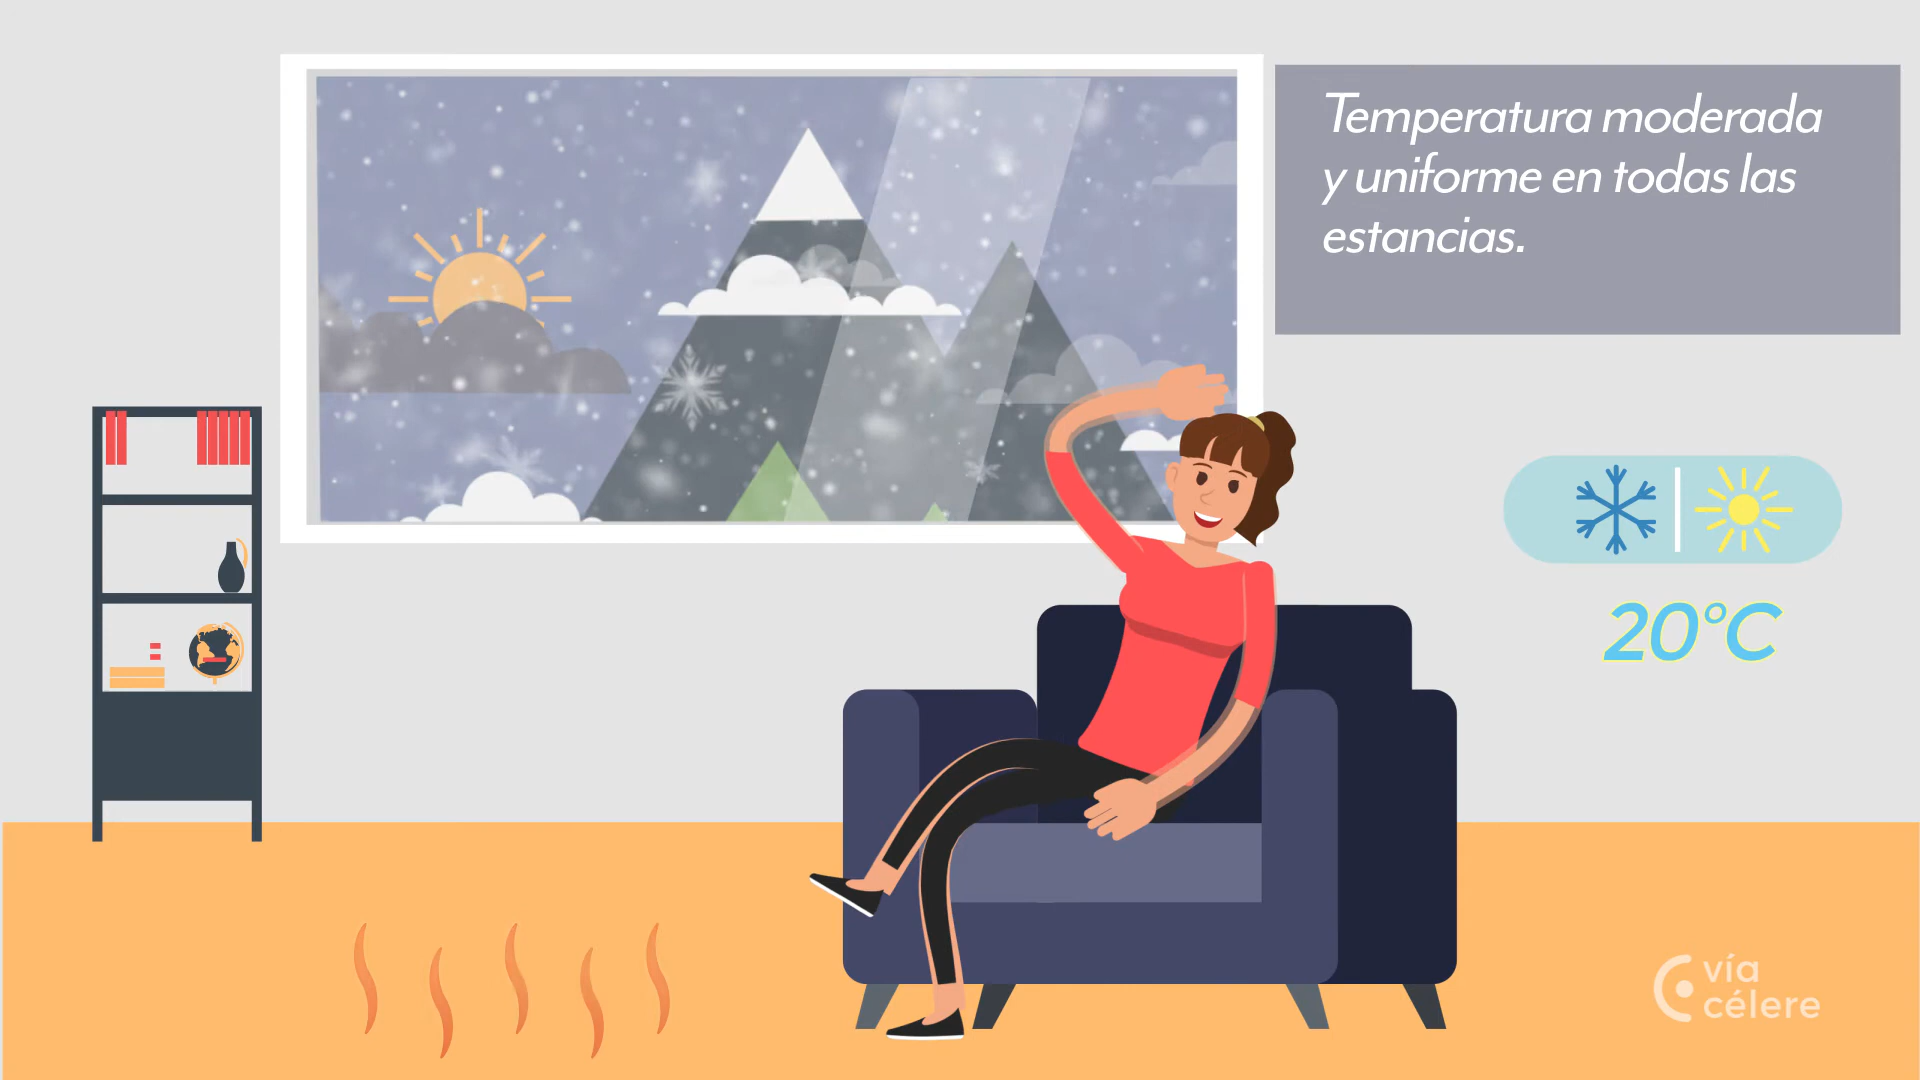 Temperatura moderada
y uniforme en todas las
estancias.
20°C
vía
célere